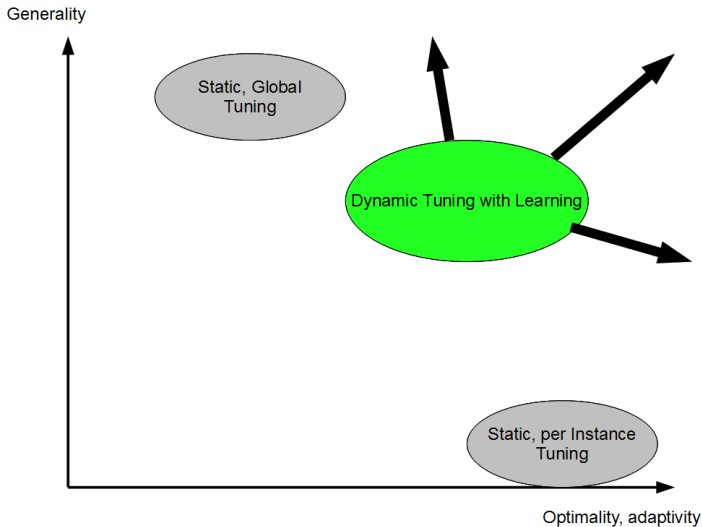 Generality
Static, Global
Tuning
Dynamic Tuning with Learning
Static, per Instance
Tuning
Optimality, adaptivity